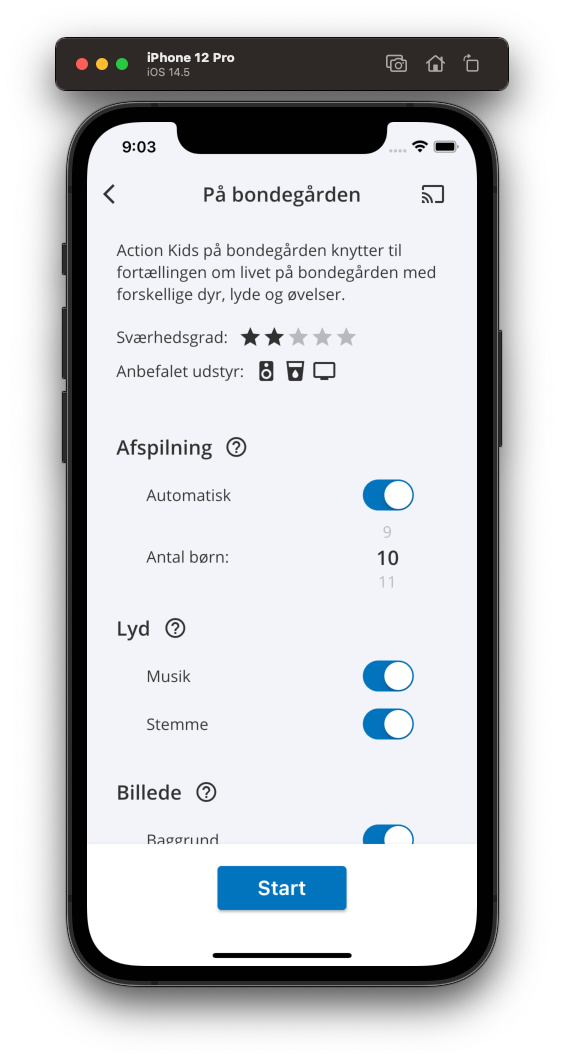 iPhone 12 Pro
iOS 14.5
9:03
På bondegården
Action Kids på bondegården knytter til
fortællingen om livet på bondegården med
forskellige dyr, lyde og øvelser.
Sværhedsgrad:
Anbefalet udstyr:
Afspilning
Automatisk
9
Antal børn: 10
11
Lyd
Musik
Stemme
Billede
Baggrund
Start